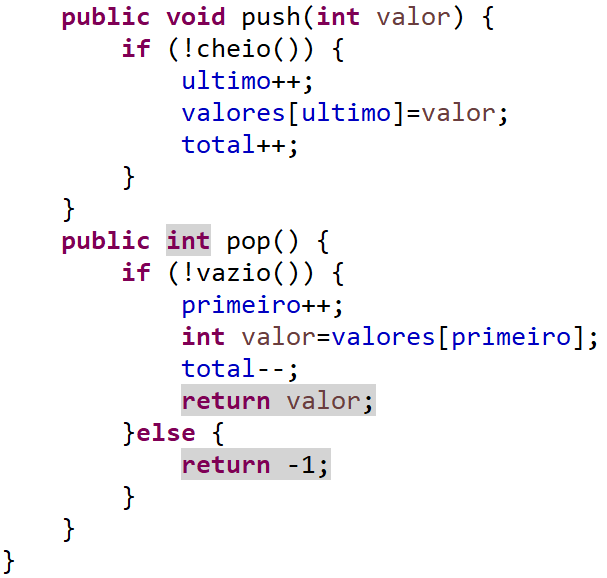 public void push(int valor) {
        if (!cheio()) {
            ultimo++;
            valores[ultimo]=valor;
            total++;
        }
    }
    public int pop() {
        if (!vazio()) {
            primeiro++;
            int valor=valores[primeiro];
            total--;
            return valor;
        }else {
            return -1;
        }
    }
}